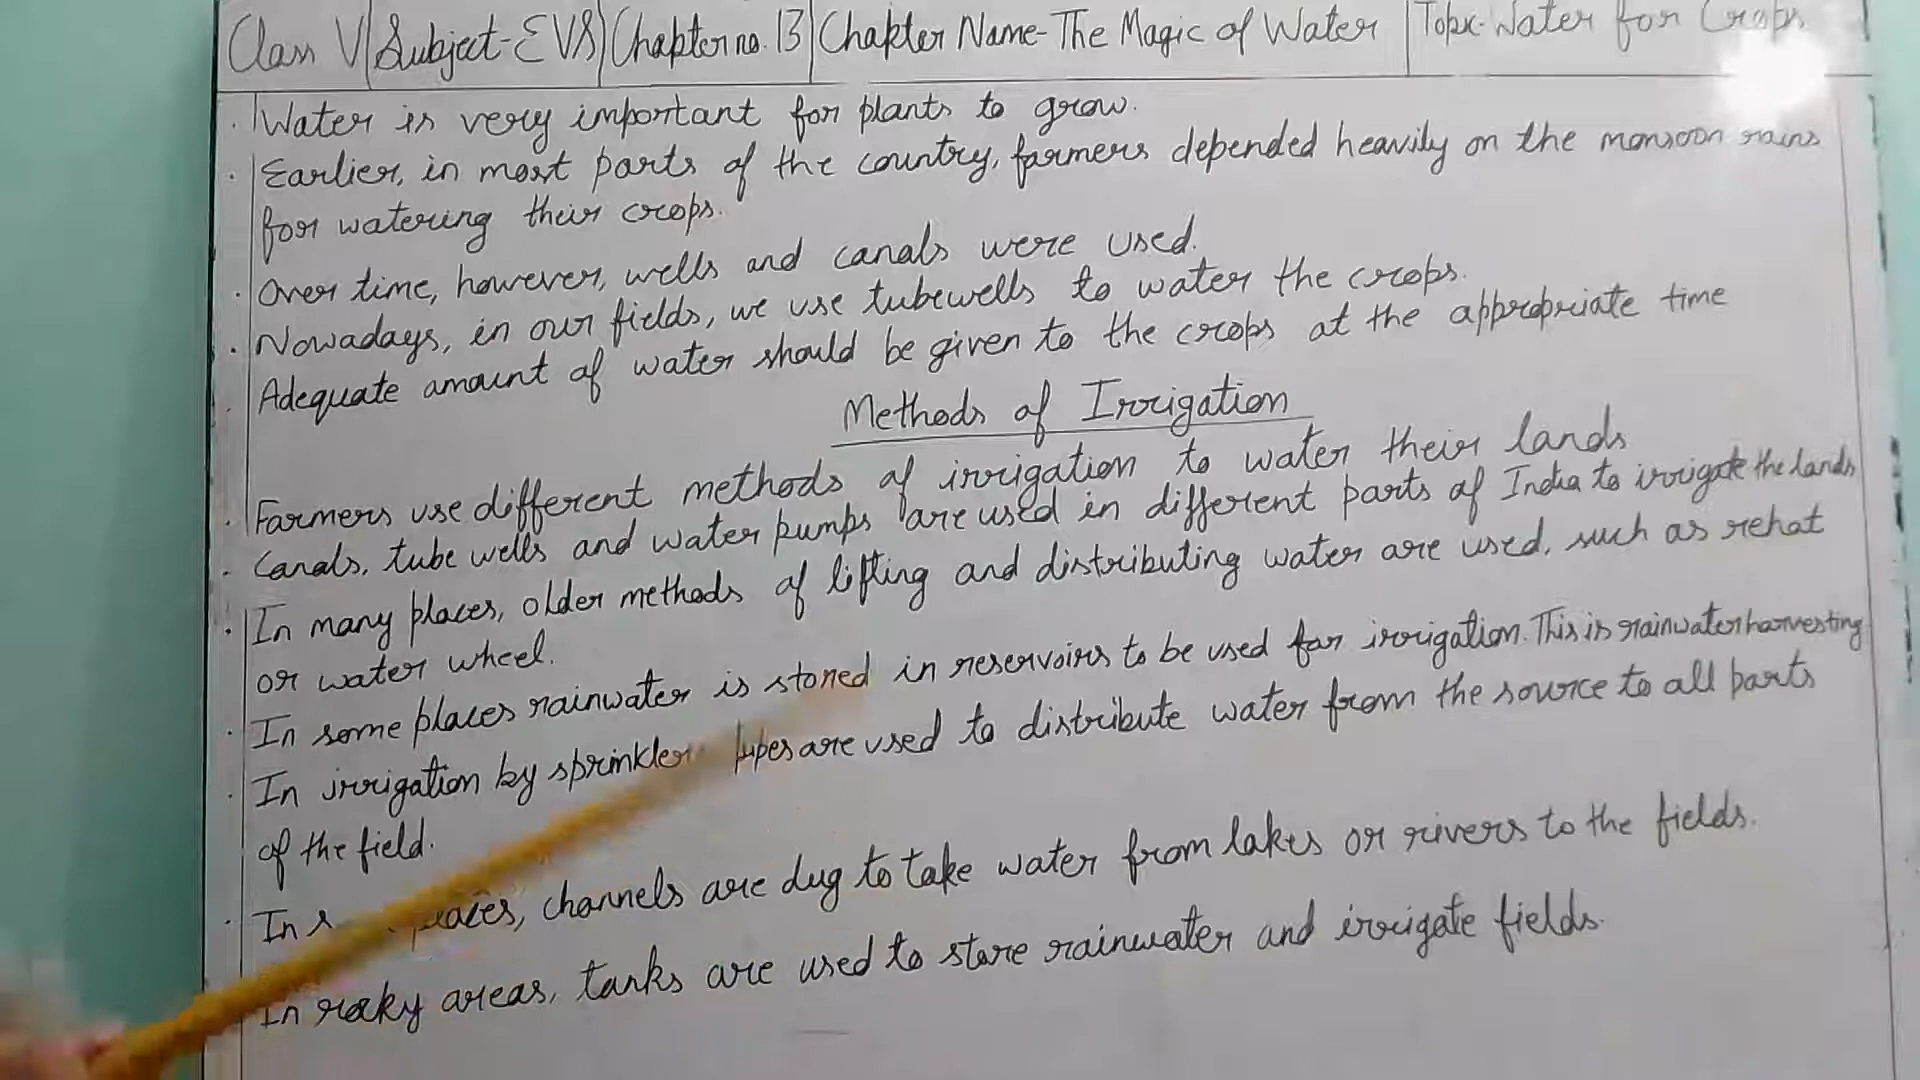 Class V Subject-EVS Chapter no. 13 Chapter Name- The Magic of Water Topic-Water for Crops
. Water is very important for plants to grow.
. Earlier, in most parts of the country, farmers depended heavily on the monsoon rains
for watering their crops.
. Over time, however, wells and canals were used.
. Nowadays, in our fields, we use tubewells to water the crops.
. Adequate amount of water should be given to the crops at the appropriate time
Methods of Irrigation
. Farmers use different methods of irrigation to water their lands
. Canals, tube wells and water pumps are used in different parts of India to irrigate the lands
. In many places, older methods of lifting and distributing water are used, such as rehat
or water wheel.
. In some places rainwater is stored in reservoirs to be used for irrigation. This is rainwater harvesting
. In irrigation by sprinkler pipes are used to distribute water from the source to all parts
of the field.
. In places, channels are dug to take water from lakes or rivers to the fields.
In rocky areas, tanks are used to store rainwater and irrigate fields.